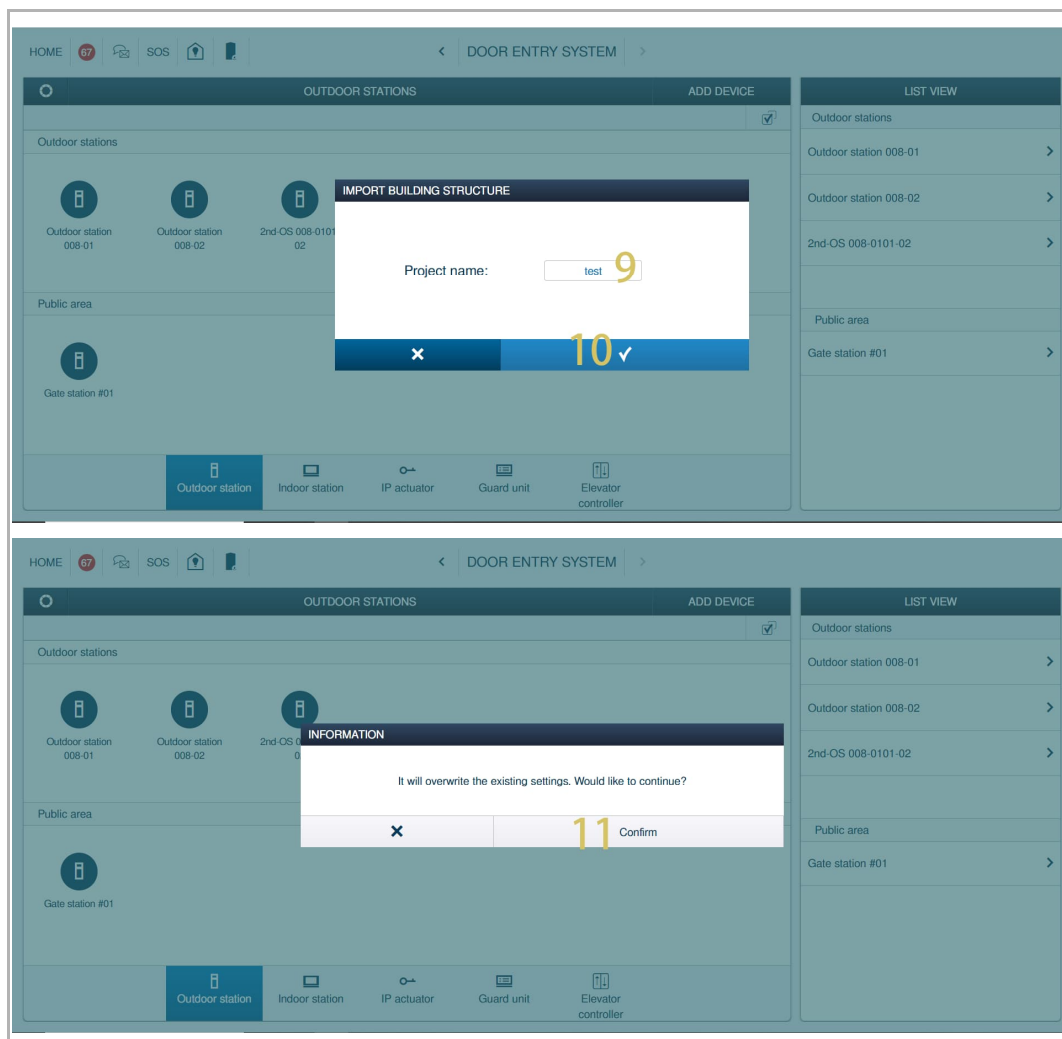 HOME 67 SOS < DOOR ENTRY SYSTEM >
OUTDOOR STATIONS ADD DEVICE LIST VIEW
Outdoor stations
Outdoor stations
Outdoor station 008-01
Outdoor station 008-02
2nd-OS 008-0101-02
Outdoor station
008-01
Outdoor station
008-02
2nd-OS 008-0101
02
IMPORT BUILDING STRUCTURE
Project name: test 9
10
Public area
Gate station #01
Public area
Gate station #01
Outdoor station
Indoor station
IP actuator
Guard unit
Elevator
controller
HOME 67 SOS < DOOR ENTRY SYSTEM >
OUTDOOR STATIONS ADD DEVICE LIST VIEW
Outdoor stations
Outdoor stations
Outdoor station 008-01
Outdoor station 008-02
2nd-OS 008-0101-02
Outdoor station
008-01
Outdoor station
008-02
2nd-OS 0
0
INFORMATION
It will overwrite the existing settings. Would like to continue?
11 Confirm
Public area
Gate station #01
Public area
Gate station #01
Outdoor station
Indoor station
IP actuator
Guard unit
Elevator
controller